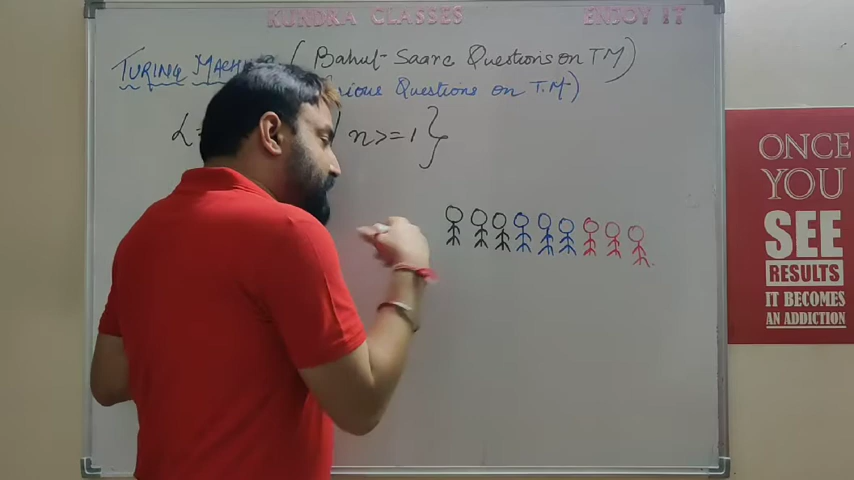 KUNDRA CLASSES ENJOY IT
TURING ( Bahut-Saare Questions on TM )
Questions on T.M)
L = | n>=1 }
ONCE
YOU
SEE
RESULTS
IT BECOMES
AN ADDICTION